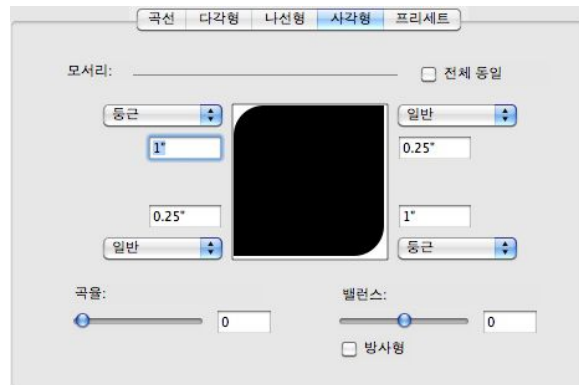 곡선 다각형 나선형 사각형 프리세트
모서리: 전체 동일
둥근 일반
1" 0.25"
0.25" 1"
일반 둥근
곡율: 밸런스:
0 0
방사형